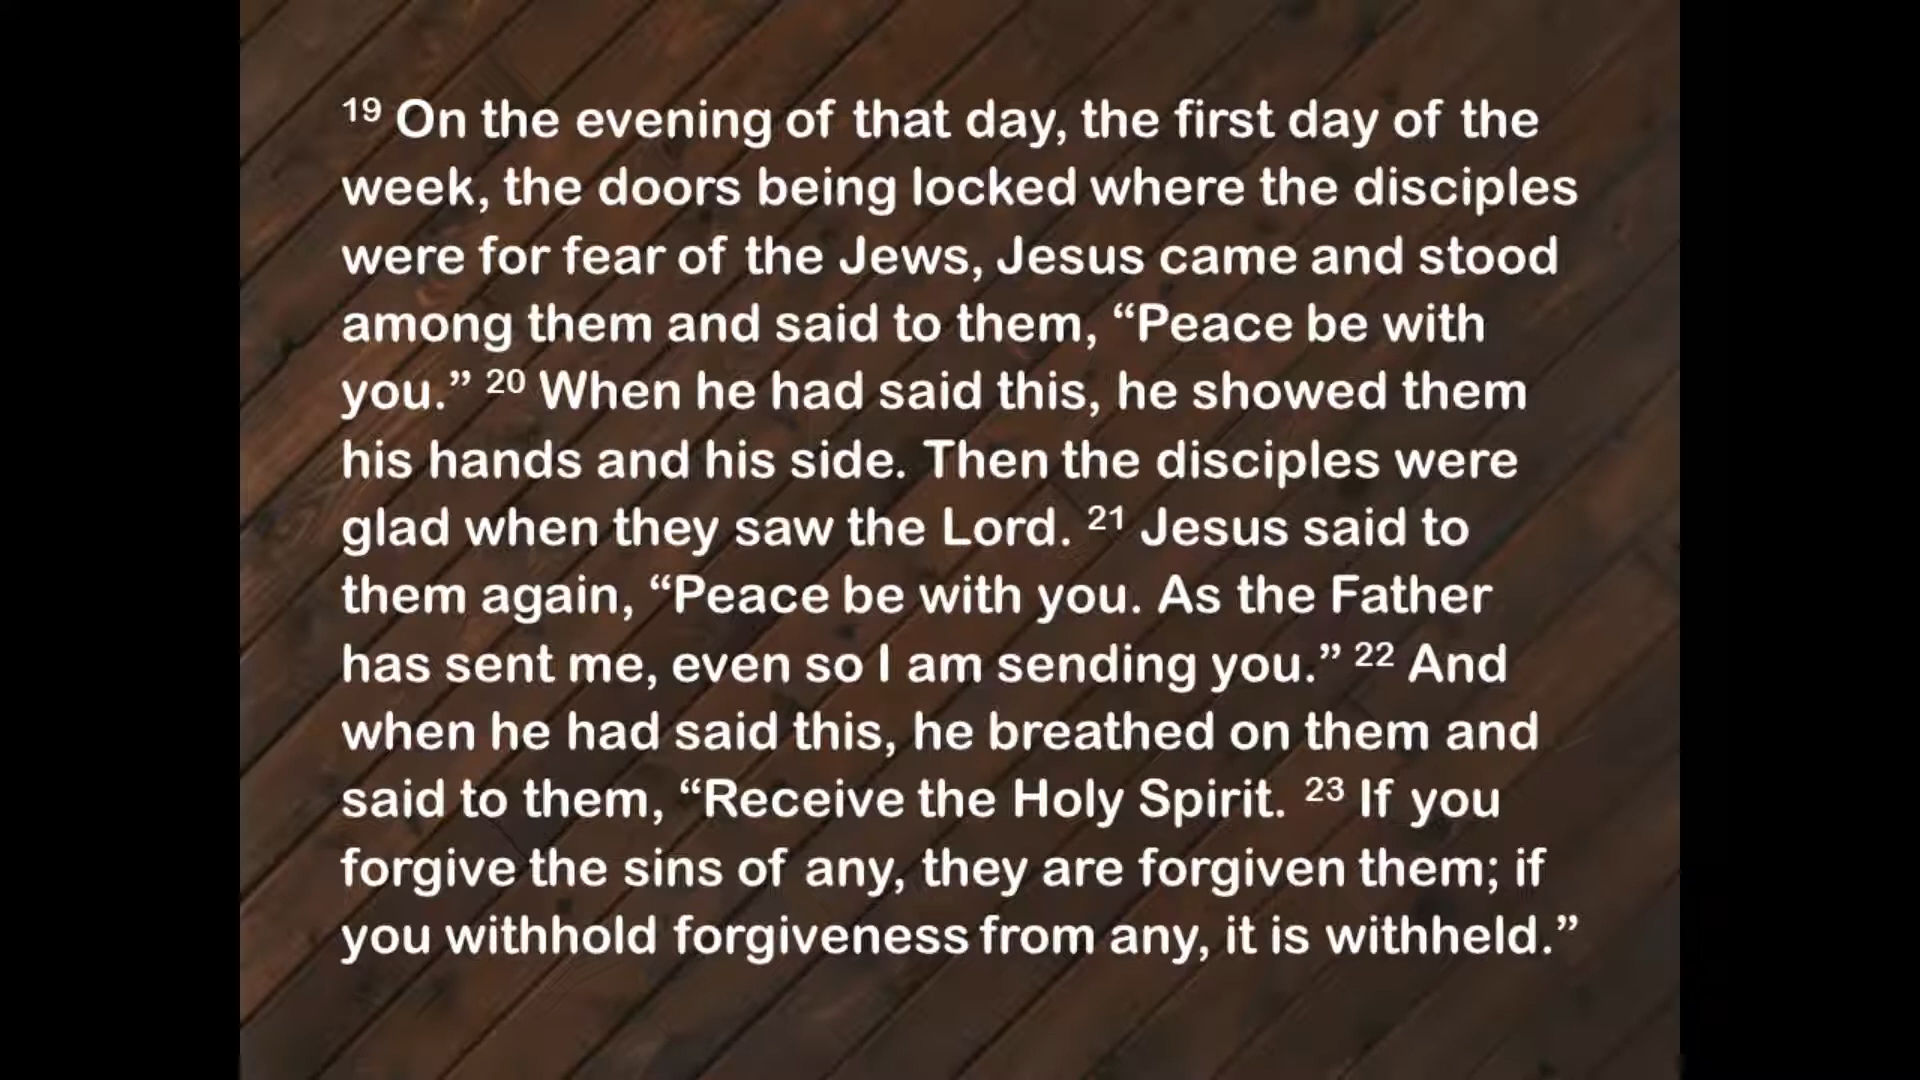 19 On the evening of that day, the first day of the
week, the doors being locked where the disciples
were for fear of the Jews, Jesus came and stood
among them and said to them, “Peace be with
you.” 20 When he had said this, he showed them
his hands and his side. Then the disciples were
glad when they saw the Lord. 21 Jesus said to
them again, “Peace be with you. As the Father
has sent me, even so I am sending you.” 22 And
when he had said this, he breathed on them and
said to them, “Receive the Holy Spirit. 23 If you
forgive the sins of any, they are forgiven them; if
you withhold forgiveness from any, it is withheld.”